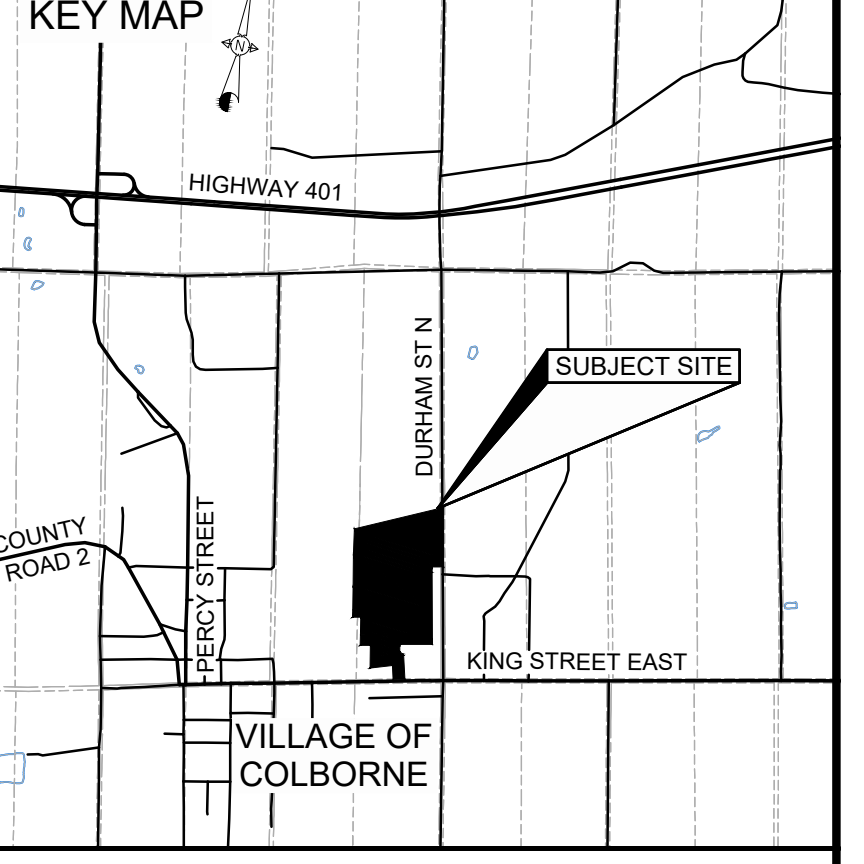 KEY MAP
N
HIGHWAY 401
DURHAM ST N
SUBJECT SITE
PERCY STREET
COUNTY
ROAD 2
KING STREET EAST
VILLAGE OF
COLBORNE